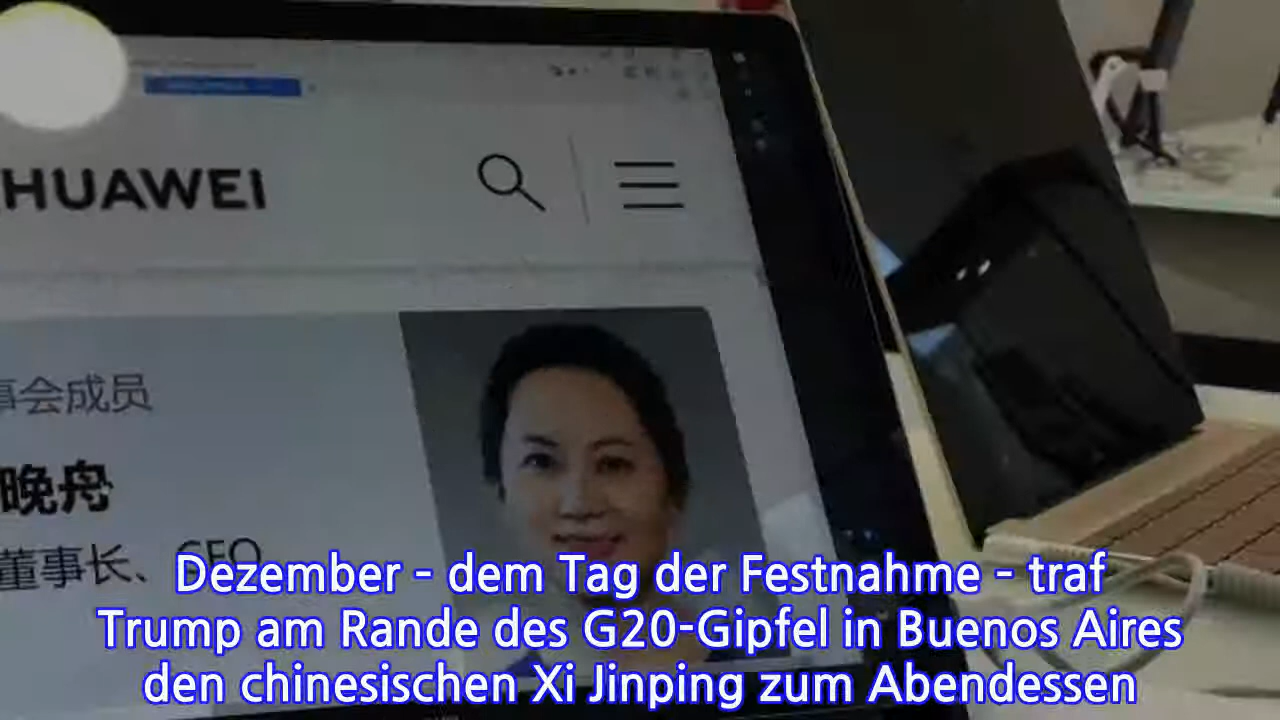 HUAWEI
事会成员
晚舟
董事长、CFO
Dezember - dem Tag der Festnahme - traf
Trump am Rande des G20-Gipfel in Buenos Aires
den chinesischen Xi Jinping zum Abendessen